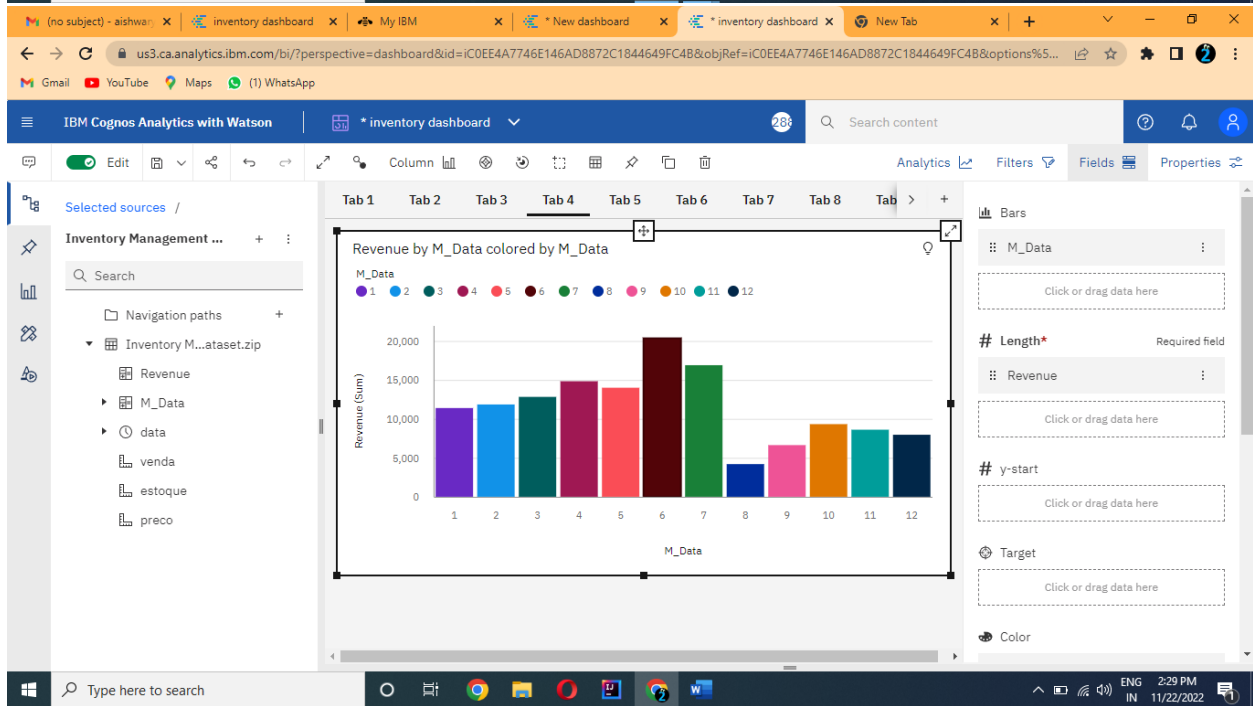 (no subject) - aishwar
inventory dashboard
My IBM
* New dashboard
* inventory dashboard
New Tab
us3.ca.analytics.ibm.com/bi/?perspective=dashboard&id=iC0EE4A7746E146AD8872C1844649FC4B&objRef=iC0EE4A7746E146AD8872C1844649FC4B&options%5...
Gmail YouTube Maps (1) WhatsApp
IBM Cognos Analytics with Watson
* inventory dashboard
Search content
Edit
Column
Analytics Filters Fields Properties
Selected sources /
Inventory Management ...
Search
Navigation paths
Inventory M...ataset.zip
Revenue
M_Data
data
venda
estoque
preco
Tab 1 Tab 2 Tab 3 Tab 4 Tab 5 Tab 6 Tab 7 Tab 8 Tab
Revenue by M_Data colored by M_Data
M_Data
1 2 3 4 5 6 7 8 9 10 11 12
Revenue (Sum)
20,000
15,000
10,000
5,000
0
1 2 3 4 5 6 7 8 9 10 11 12
M_Data
Bars
M_Data
Click or drag data here
# Length* Required field
Revenue
Click or drag data here
# y-start
Click or drag data here
Target
Click or drag data here
Color
Type here to search
ENG 2:29 PM
IN 11/22/2022